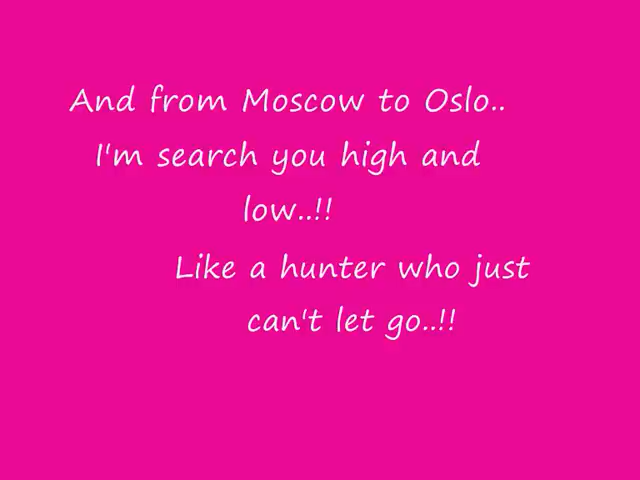 And from Moscow to Oslo..
I'm search you high and
low..!!
Like a hunter who just
can't let go..!!